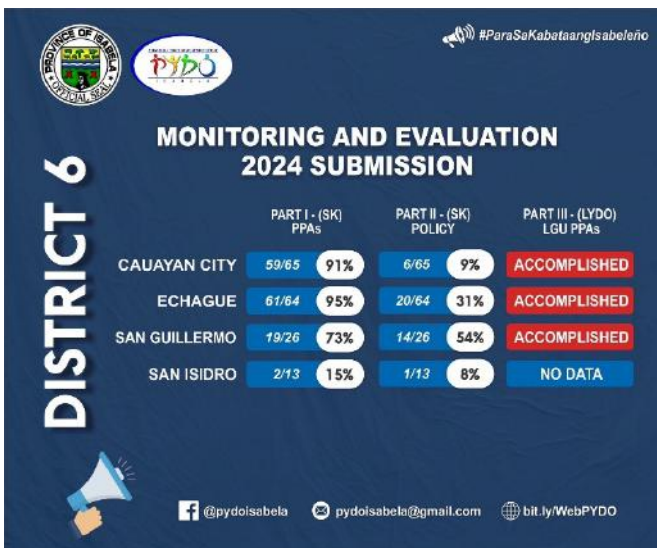 #ParaSaKabataangIsabeleño
PROVINCE OF ISABELA
OFFICIAL SEAL
PYDO
ISABELA
MONITORING AND EVALUATION
2024 SUBMISSION
DISTRICT 6
PART I - (SK) PART II - (SK) PART III - (LYDO)
PPAs POLICY LGU PPAs
CAUAYAN CITY 59/65 91% 6/65 9% ACCOMPLISHED
ECHAGUE 61/64 95% 20/64 31% ACCOMPLISHED
SAN GUILLERMO 19/26 73% 14/26 54% ACCOMPLISHED
SAN ISIDRO 2/13 15% 1/13 8% NO DATA
@pydoisabela pydoisabela@gmail.com bit.ly/WebPYDO